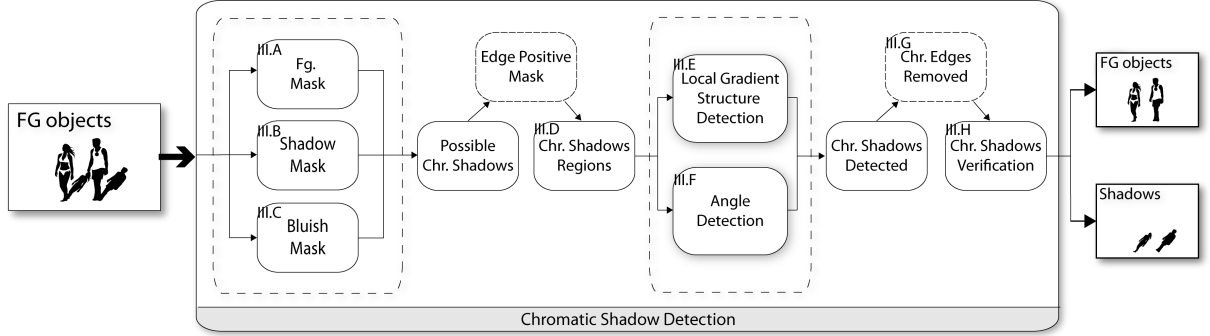 FG objects
III.A
Fg.
Mask
III.B
Shadow
Mask
III.C
Bluish
Mask
Possible
Chr. Shadows
Edge Positive
Mask
III.D
Chr. Shadows
Regions
III.E
Local Gradient
Structure
Detection
III.F
Angle
Detection
Chr. Shadows
Detected
III.G
Chr. Edges
Removed
III.H
Chr. Shadows
Verification
FG objects
Shadows
Chromatic Shadow Detection